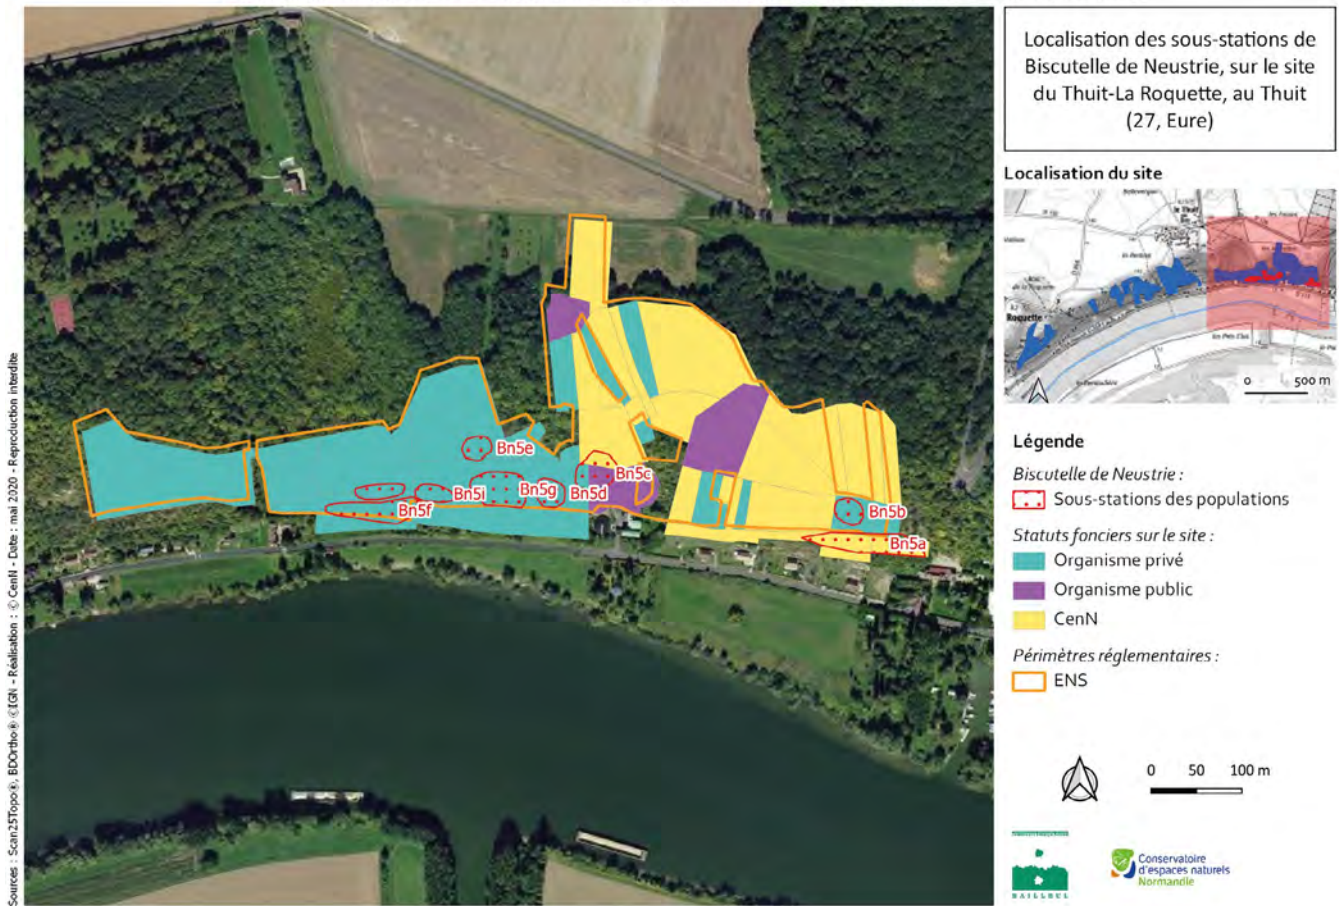 Localisation des sous-stations de
Biscutelle de Neustrie, sur le site
du Thuit-La Roquette, au Thuit
(27, Eure)
Localisation du site
le Thuit
Roquette
0 500 m
Légende
Biscutelle de Neustrie :
Sous-stations des populations
Statuts fonciers sur le site :
Organisme privé
Organisme public
CenN
Périmètres réglementaires :
ENS
0 50 100 m
BAILLEUL
Conservatoire
d'espaces naturels
Normandie
Bn5e
Bn5c
Bn5i
Bn5g
Bn5d
Bn5f
Bn5b
Bn5a
Sources : Scan25Topo®, BDOrtho® ©IGN - Réalisation : © CenN - Date : mai 2020 - Reproduction interdite